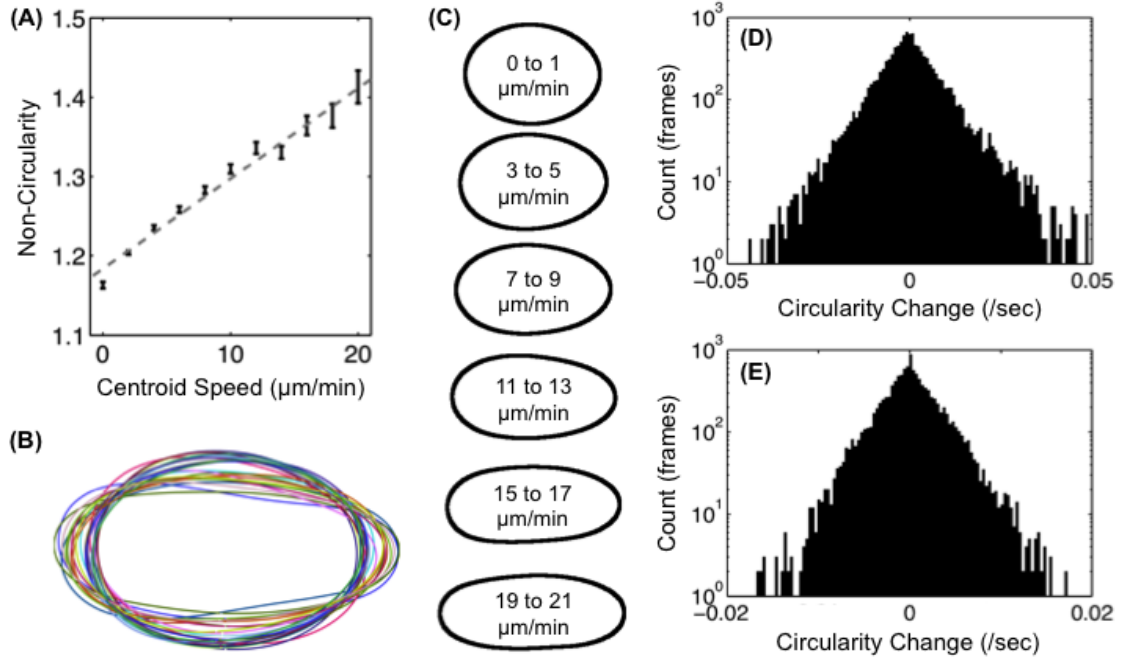 (A)
1.5
1.4
1.3
1.2
1.1
Non-Circularity
0 10 20
Centroid Speed (µm/min)
(B)
(C)
0 to 1
µm/min
3 to 5
µm/min
7 to 9
µm/min
11 to 13
µm/min
15 to 17
µm/min
19 to 21
µm/min
(D)
10³
10²
10¹
10⁰
Count (frames)
−0.05 0 0.05
Circularity Change (/sec)
(E)
10³
10²
10¹
10⁰
Count (frames)
−0.02 0 0.02
Circularity Change (/sec)